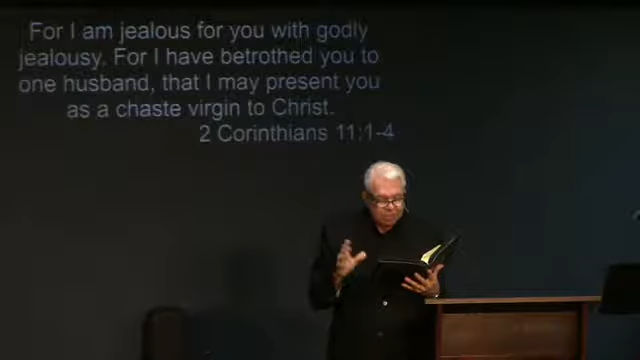 For I am jealous for you with godly
jealousy. For I have betrothed you to
one husband, that I may present you
as a chaste virgin to Christ.
2 Corinthians 11:1-4